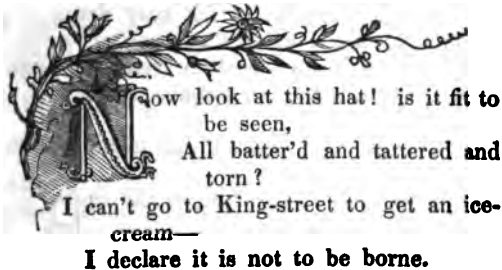 Now look at this hat! is it fit to
be seen,
All batter'd and tattered and
torn?
I can't go to King-street to get an ice-
cream—
I declare it is not to be borne.